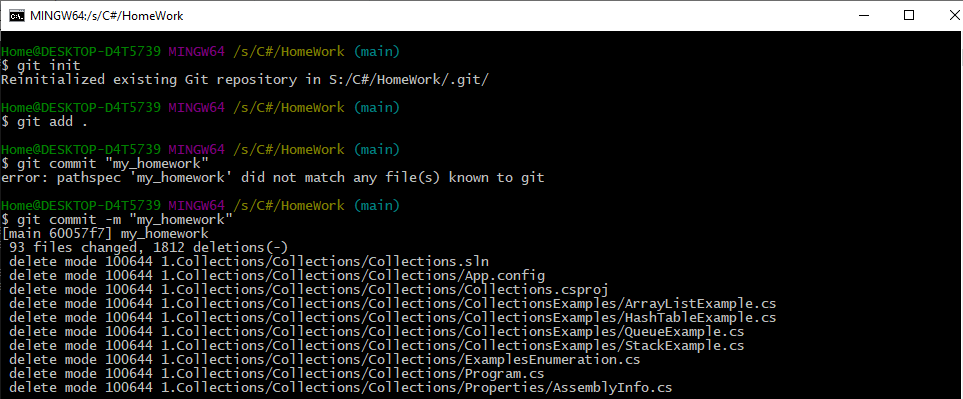 MINGW64:/s/C#/HomeWork
Home@DESKTOP-D4T5739 MINGW64 /s/C#/HomeWork (main)
$ git init
Reinitialized existing Git repository in S:/C#/HomeWork/.git/
Home@DESKTOP-D4T5739 MINGW64 /s/C#/HomeWork (main)
$ git add .
Home@DESKTOP-D4T5739 MINGW64 /s/C#/HomeWork (main)
$ git commit "my_homework"
error: pathspec 'my_homework' did not match any file(s) known to git
Home@DESKTOP-D4T5739 MINGW64 /s/C#/HomeWork (main)
$ git commit -m "my_homework"
[main 60057f7] my_homework
93 files changed, 1812 deletions(-)
delete mode 100644 1.Collections/Collections/Collections.sln
delete mode 100644 1.Collections/Collections/Collections/App.config
delete mode 100644 1.Collections/Collections/Collections/Collections.csproj
delete mode 100644 1.Collections/Collections/Collections/CollectionsExamples/ArrayListExample.cs
delete mode 100644 1.Collections/Collections/Collections/CollectionsExamples/HashTableExample.cs
delete mode 100644 1.Collections/Collections/Collections/CollectionsExamples/QueueExample.cs
delete mode 100644 1.Collections/Collections/Collections/CollectionsExamples/StackExample.cs
delete mode 100644 1.Collections/Collections/Collections/ExamplesEnumeration.cs
delete mode 100644 1.Collections/Collections/Collections/Program.cs
delete mode 100644 1.Collections/Collections/Collections/Properties/AssemblyInfo.cs